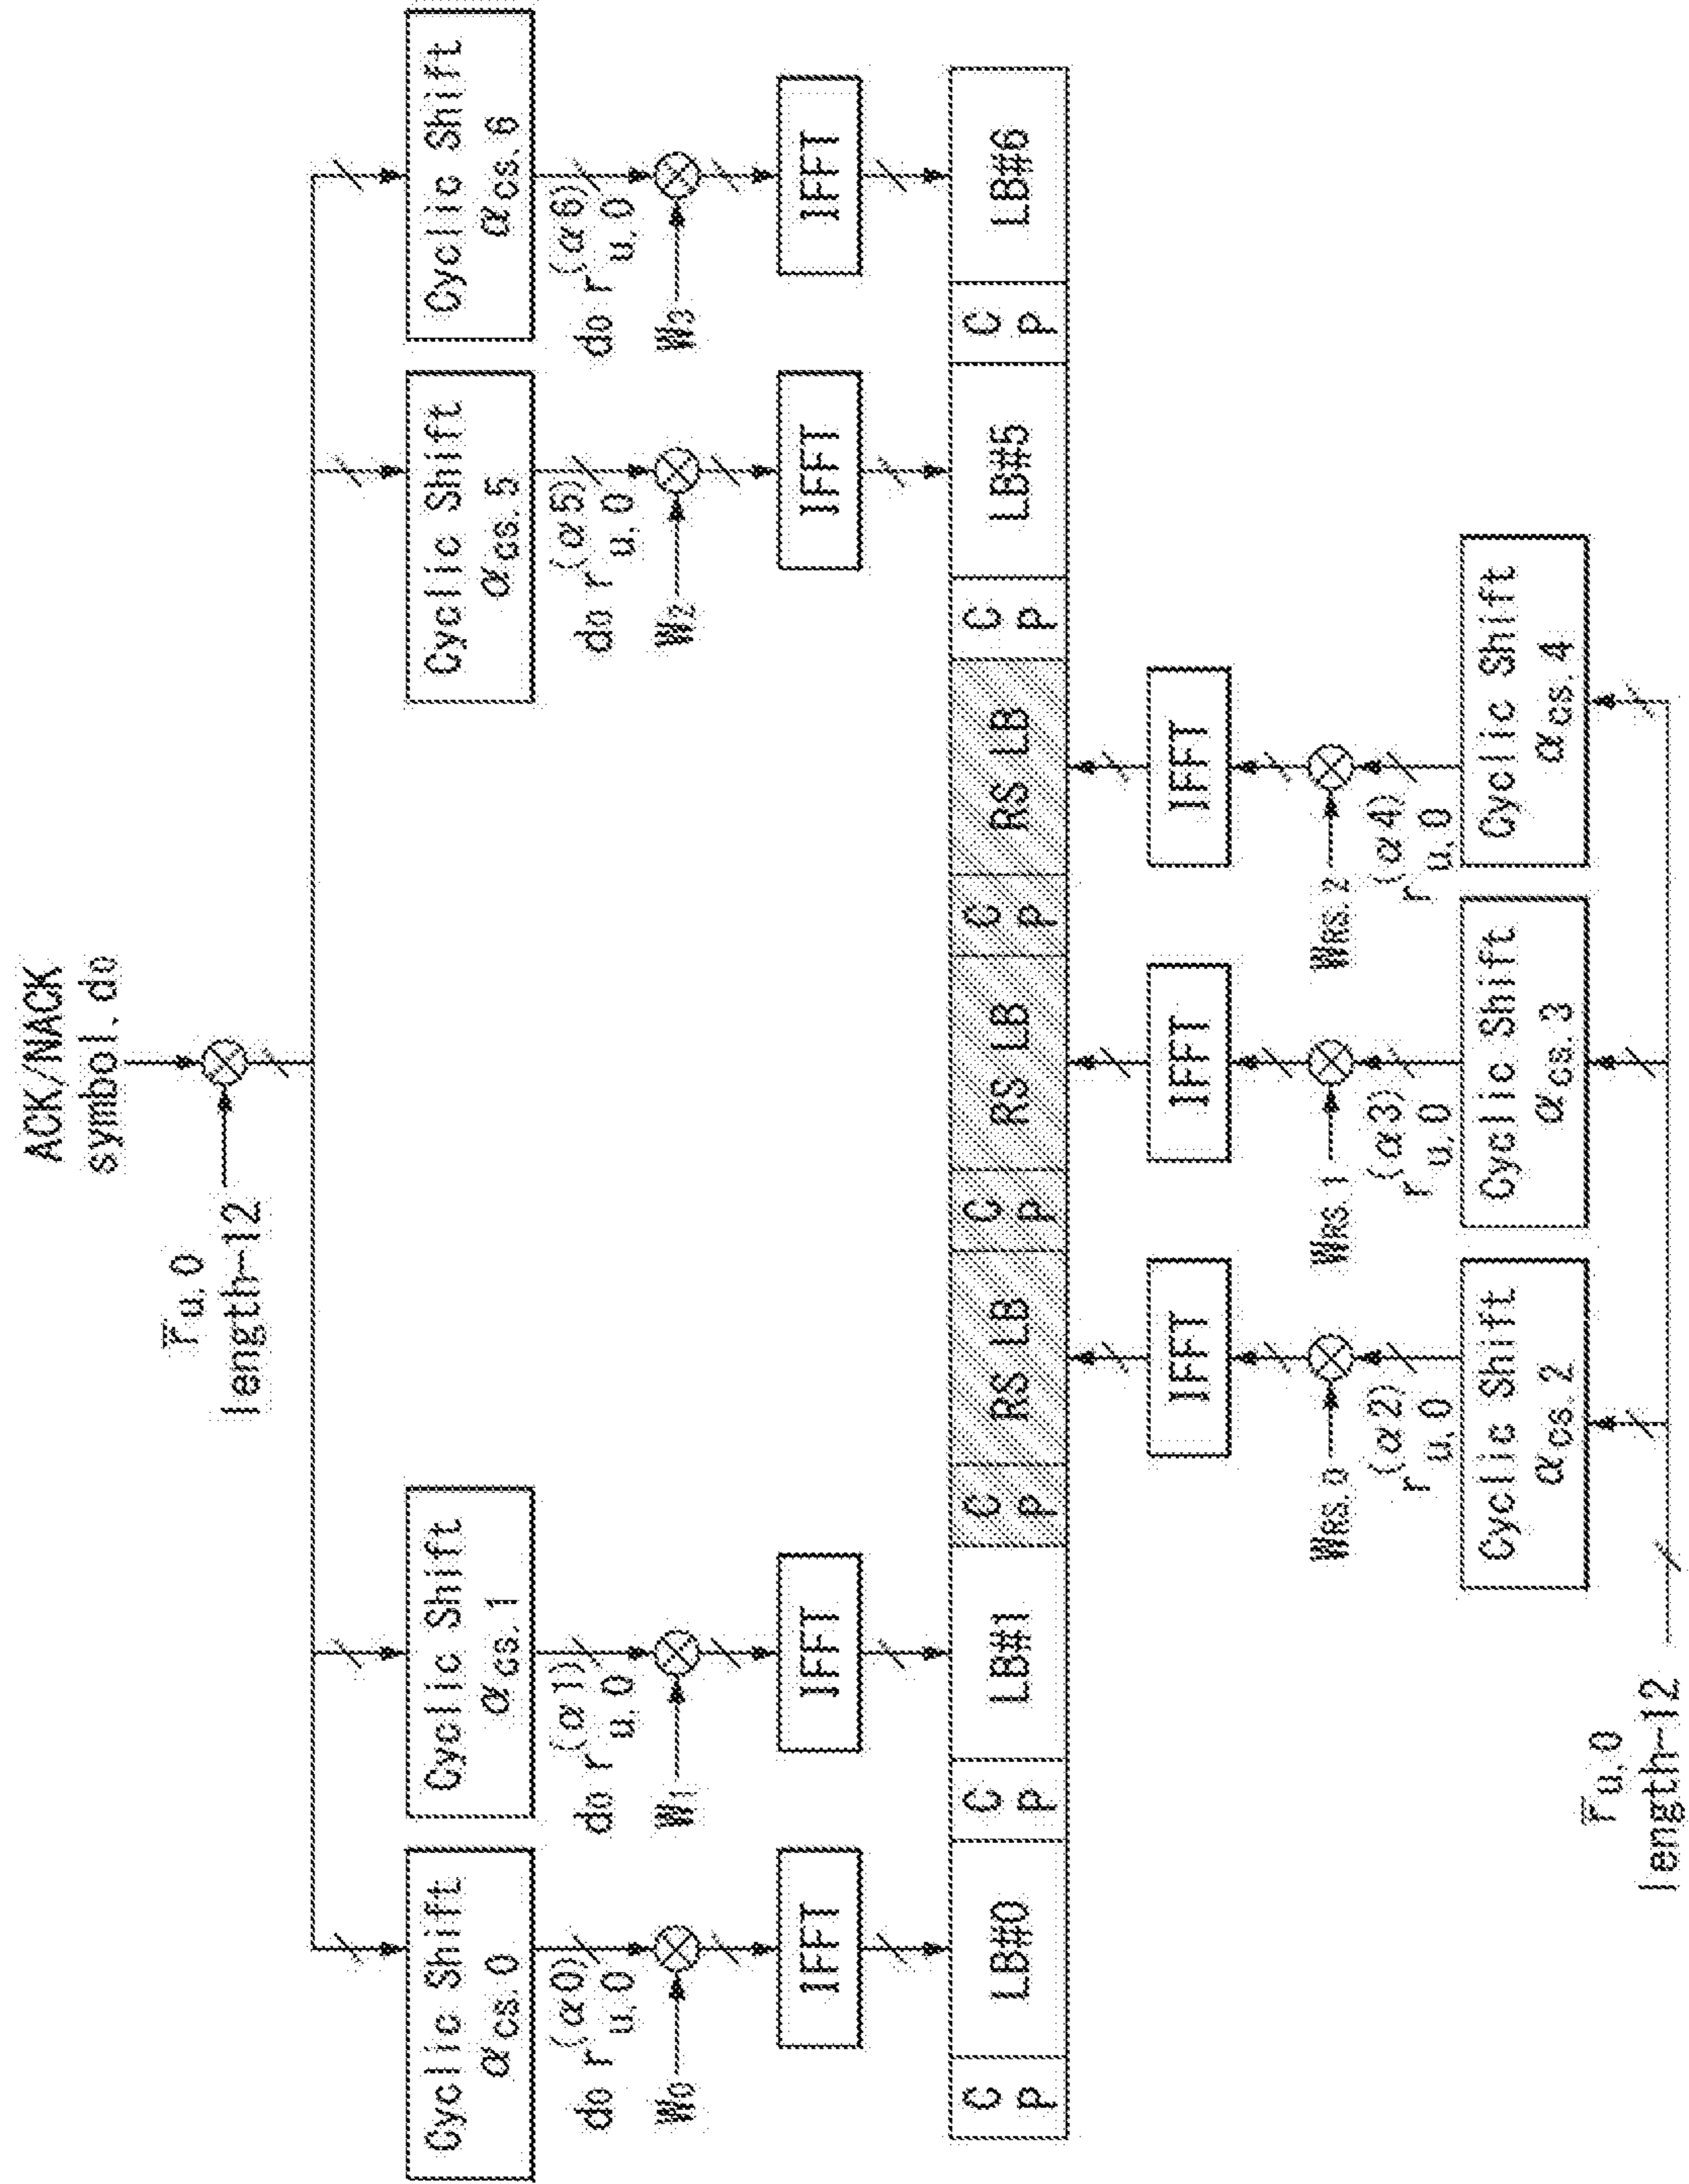 ACK/NACK
symbol, d0
r̄u,0
length-12
Cyclic Shift
αcs.0
Cyclic Shift
αcs.1
Cyclic Shift
αcs.5
Cyclic Shift
αcs.6
d0 r(α0)u,0
d0 r(α1)u,0
d0 r(α5)u,0
d0 r(α6)u,0
W0
W1
W2
W3
IFFT
IFFT
IFFT
IFFT
CP
LB#0
CP
LB#1
CP
RS LB
CP
RS LB
CP
RS LB
CP
LB#5
CP
LB#6
IFFT
IFFT
IFFT
WRS.0
WRS.1
WRS.2
r(α2)u,0
r(α3)u,0
r(α4)u,0
Cyclic Shift
αcs.2
Cyclic Shift
αcs.3
Cyclic Shift
αcs.4
r̄u,0
length-12